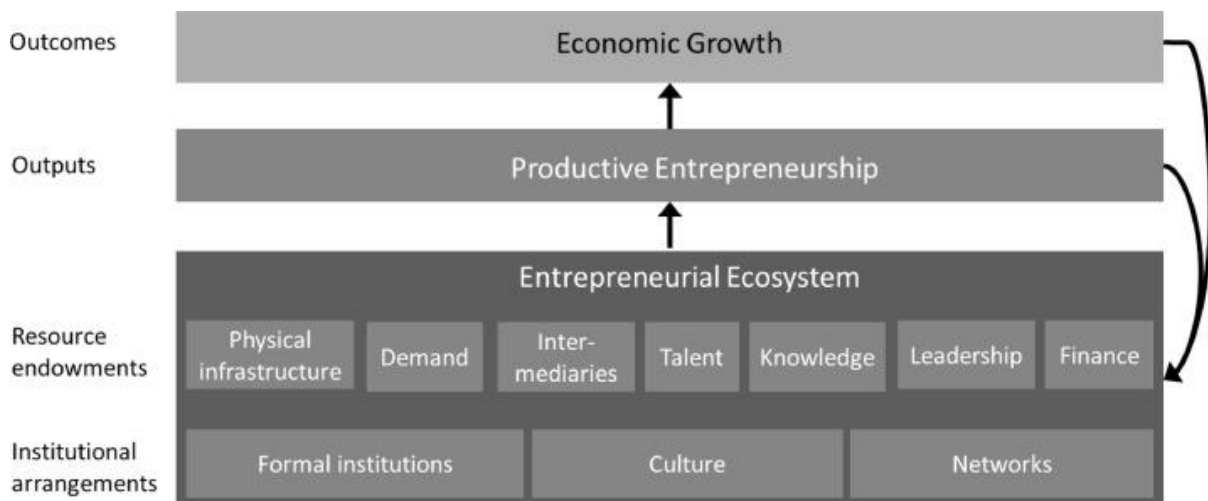 Outcomes
Economic Growth
Outputs
Productive Entrepreneurship
Entrepreneurial Ecosystem
Resource
endowments
Physical
infrastructure
Demand
Inter-
mediaries
Talent
Knowledge
Leadership
Finance
Institutional
arrangements
Formal institutions
Culture
Networks